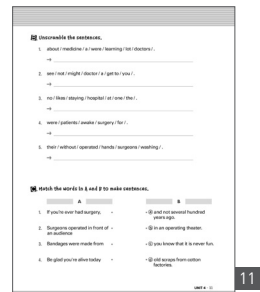 Unscramble the sentences.
1. about / medicine / a / were / learning / lot / doctors / .
⇒
2. see / not / might / doctor / a / get to / you / .
⇒
3. no / likes / staying / hospital / at / one / the / .
⇒
4. were / patients / awake / surgery / for / .
⇒
5. their / without / operated / hands / surgeons / washing / .
⇒
Match the words in A and B to make sentences.
A B
1. If you're ever had surgery, • • ⓐ and not several hundred years ago.
2. Surgeons operated in front of an audience • • ⓑ in an operating theater.
3. Bandages were made from • • ⓒ you know that it is never fun.
4. Be glad you're alive today • • ⓓ old scraps from cotton factories.
UNIT 6
11